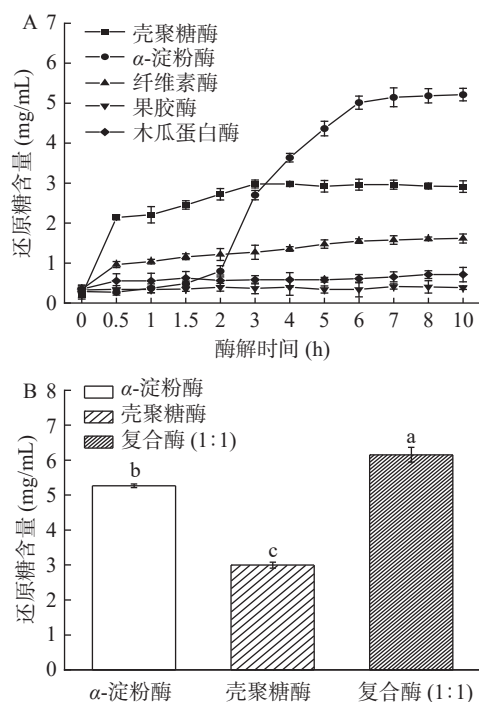 A
7
6
5
4
3
2
1
0
还原糖含量 (mg/mL)
壳聚糖酶
α-淀粉酶
纤维素酶
果胶酶
木瓜蛋白酶
0 0.5 1 1.5 2 3 4 5 6 7 8 10
酶解时间 (h)
B
8
7
6
5
4
3
2
1
0
还原糖含量 (mg/mL)
α-淀粉酶
壳聚糖酶
复合酶 (1∶1)
b
c
a
α-淀粉酶 壳聚糖酶 复合酶 (1∶1)